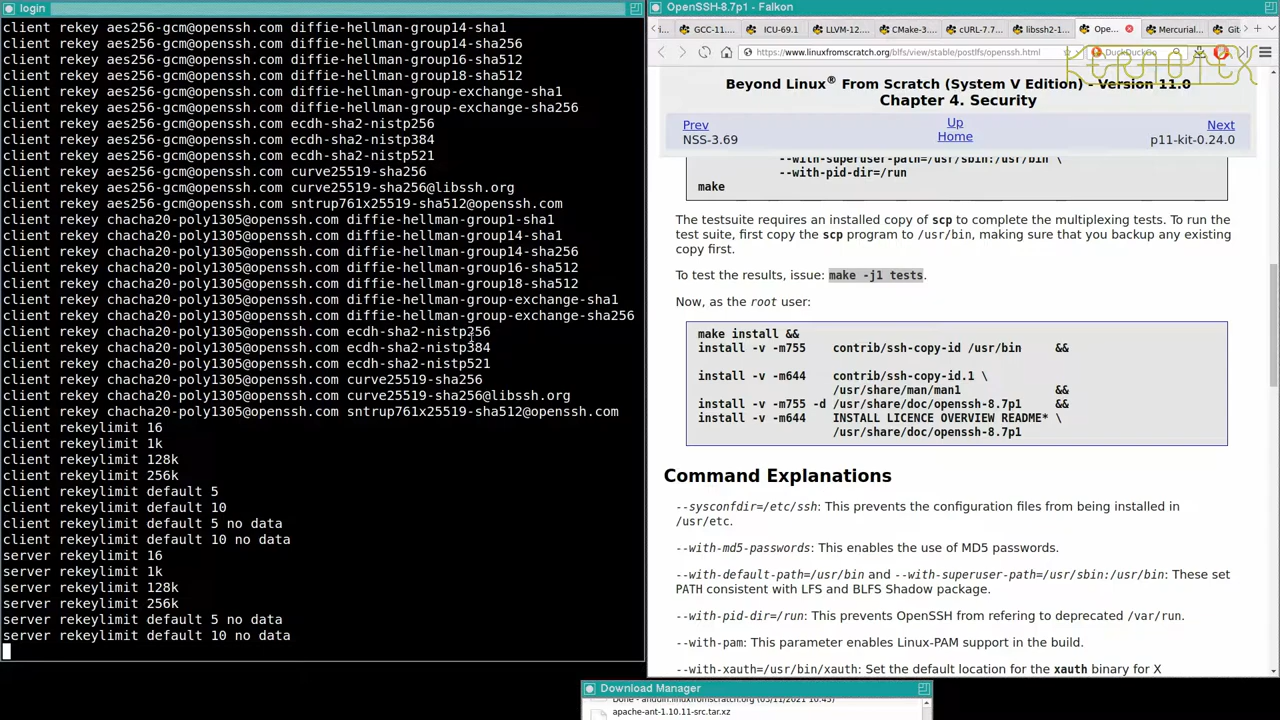 login
client rekey aes256-gcm@openssh.com diffie-hellman-group14-sha1
client rekey aes256-gcm@openssh.com diffie-hellman-group14-sha256
client rekey aes256-gcm@openssh.com diffie-hellman-group16-sha512
client rekey aes256-gcm@openssh.com diffie-hellman-group18-sha512
client rekey aes256-gcm@openssh.com diffie-hellman-group-exchange-sha1
client rekey aes256-gcm@openssh.com diffie-hellman-group-exchange-sha256
client rekey aes256-gcm@openssh.com ecdh-sha2-nistp256
client rekey aes256-gcm@openssh.com ecdh-sha2-nistp384
client rekey aes256-gcm@openssh.com ecdh-sha2-nistp521
client rekey aes256-gcm@openssh.com curve25519-sha256
client rekey aes256-gcm@openssh.com curve25519-sha256@libssh.org
client rekey aes256-gcm@openssh.com sntrup761x25519-sha512@openssh.com
client rekey chacha20-poly1305@openssh.com diffie-hellman-group1-sha1
client rekey chacha20-poly1305@openssh.com diffie-hellman-group14-sha1
client rekey chacha20-poly1305@openssh.com diffie-hellman-group14-sha256
client rekey chacha20-poly1305@openssh.com diffie-hellman-group16-sha512
client rekey chacha20-poly1305@openssh.com diffie-hellman-group18-sha512
client rekey chacha20-poly1305@openssh.com diffie-hellman-group-exchange-sha1
client rekey chacha20-poly1305@openssh.com diffie-hellman-group-exchange-sha256
client rekey chacha20-poly1305@openssh.com ecdh-sha2-nistp256
client rekey chacha20-poly1305@openssh.com ecdh-sha2-nistp384
client rekey chacha20-poly1305@openssh.com ecdh-sha2-nistp521
client rekey chacha20-poly1305@openssh.com curve25519-sha256
client rekey chacha20-poly1305@openssh.com curve25519-sha256@libssh.org
client rekey chacha20-poly1305@openssh.com sntrup761x25519-sha512@openssh.com
client rekeylimit 16
client rekeylimit 1k
client rekeylimit 128k
client rekeylimit 256k
client rekeylimit default 5
client rekeylimit default 10
client rekeylimit default 5 no data
client rekeylimit default 10 no data
server rekeylimit 16
server rekeylimit 1k
server rekeylimit 128k
server rekeylimit 256k
server rekeylimit default 5 no data
server rekeylimit default 10 no data
OpenSSH-8.7p1 - Falkon
GCC-11.... ICU-69.1 LLVM-12.... CMake-3.... cURL-7.7... libssh2-1... Ope... Mercurial... Git
https://www.linuxfromscratch.org/blfs/view/stable/postlfs/openssh.html DuckDuckGo
KERNOTEX
Beyond Linux® From Scratch (System V Edition) - Version 11.0
Chapter 4. Security
Prev Up Next
NSS-3.69 Home p11-kit-0.24.0
--with-superuser-path=/usr/sbin:/usr/bin \
--with-pid-dir=/run
make
The testsuite requires an installed copy of scp to complete the multiplexing tests. To run the
test suite, first copy the scp program to /usr/bin, making sure that you backup any existing
copy first.
To test the results, issue: make -j1 tests.
Now, as the root user:
make install &&
install -v -m755 contrib/ssh-copy-id /usr/bin &&
install -v -m644 contrib/ssh-copy-id.1 \
/usr/share/man/man1 &&
install -v -m755 -d /usr/share/doc/openssh-8.7p1 &&
install -v -m644 INSTALL LICENCE OVERVIEW README* \
/usr/share/doc/openssh-8.7p1
Command Explanations
--sysconfdir=/etc/ssh: This prevents the configuration files from being installed in
/usr/etc.
--with-md5-passwords: This enables the use of MD5 passwords.
--with-default-path=/usr/bin and --with-superuser-path=/usr/sbin:/usr/bin: These set
PATH consistent with LFS and BLFS Shadow package.
--with-pid-dir=/run: This prevents OpenSSH from refering to deprecated /var/run.
--with-pam: This parameter enables Linux-PAM support in the build.
--with-xauth=/usr/bin/xauth: Set the default location for the xauth binary for X
Download Manager
Done - anduin.linuxfromscratch.org (03/11/2021 10:45)
apache-ant-1.10.11-src.tar.xz